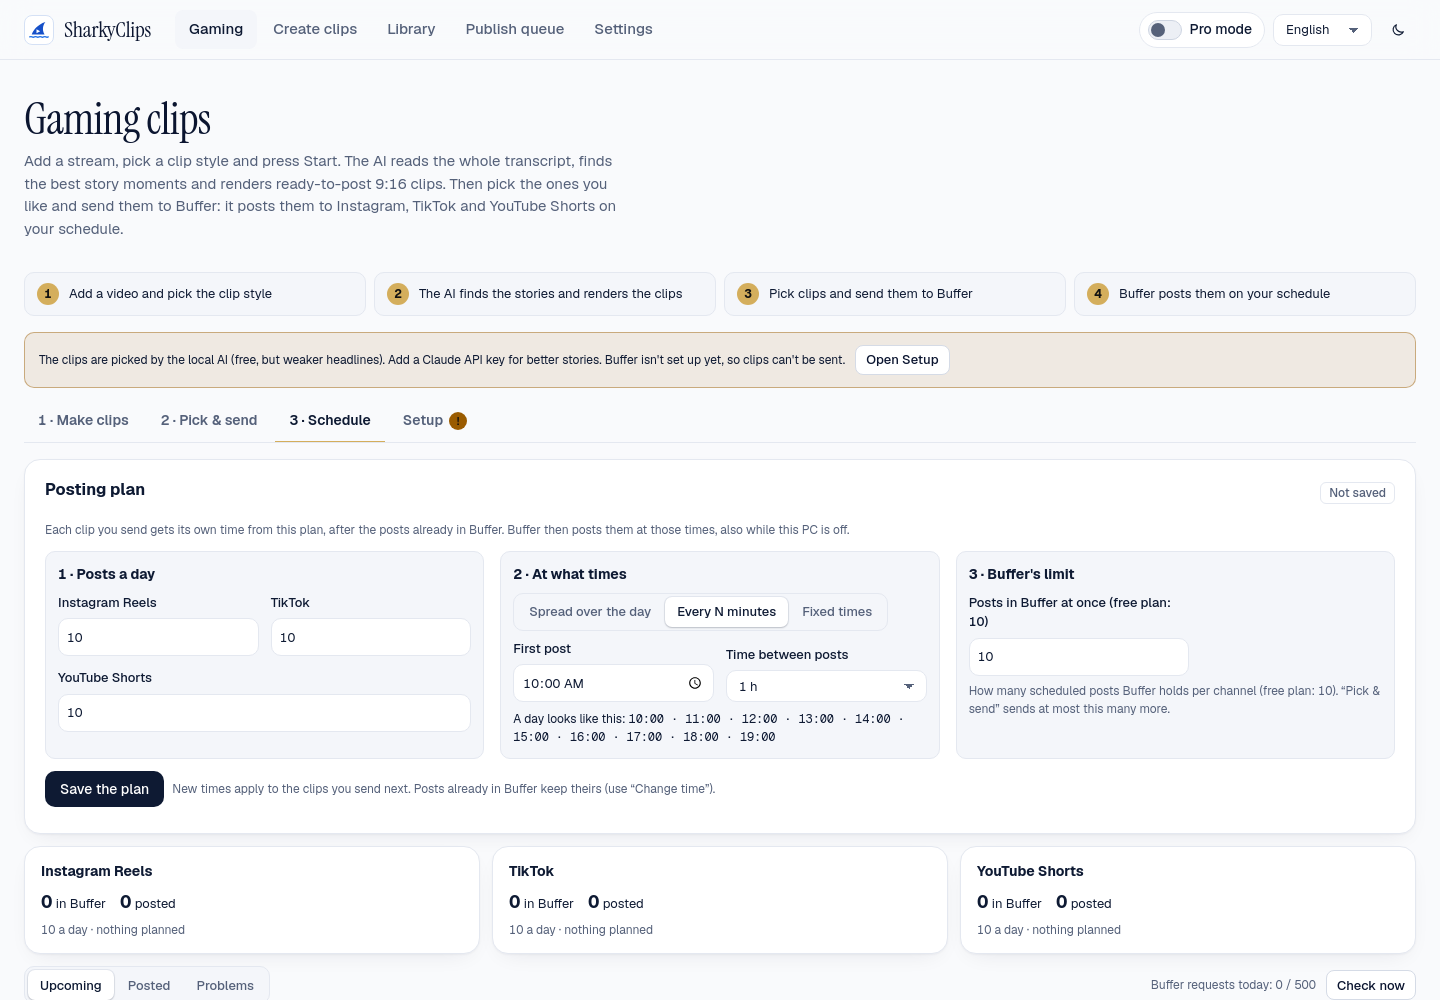 SharkyClips Gaming Create clips Library Publish queue Settings Pro mode English
Gaming clips
Add a stream, pick a clip style and press Start. The AI reads the whole transcript, finds
the best story moments and renders ready-to-post 9:16 clips. Then pick the ones you
like and send them to Buffer: it posts them to Instagram, TikTok and YouTube Shorts on
your schedule.
1 Add a video and pick the clip style
2 The AI finds the stories and renders the clips
3 Pick clips and send them to Buffer
4 Buffer posts them on your schedule
The clips are picked by the local AI (free, but weaker headlines). Add a Claude API key for better stories. Buffer isn't set up yet, so clips can't be sent. Open Setup
1 · Make clips 2 · Pick & send 3 · Schedule Setup !
Posting plan Not saved
Each clip you send gets its own time from this plan, after the posts already in Buffer. Buffer then posts them at those times, also while this PC is off.
1 · Posts a day
Instagram Reels TikTok
10 10
YouTube Shorts
10
2 · At what times
Spread over the day Every N minutes Fixed times
First post Time between posts
10:00 AM 1 h
A day looks like this: 10:00 · 11:00 · 12:00 · 13:00 · 14:00 ·
15:00 · 16:00 · 17:00 · 18:00 · 19:00
3 · Buffer's limit
Posts in Buffer at once (free plan:
10)
10
How many scheduled posts Buffer holds per channel (free plan: 10). “Pick &
send” sends at most this many more.
Save the plan New times apply to the clips you send next. Posts already in Buffer keep theirs (use “Change time”).
Instagram Reels
0 in Buffer 0 posted
10 a day · nothing planned
TikTok
0 in Buffer 0 posted
10 a day · nothing planned
YouTube Shorts
0 in Buffer 0 posted
10 a day · nothing planned
Upcoming Posted Problems Buffer requests today: 0 / 500 Check now